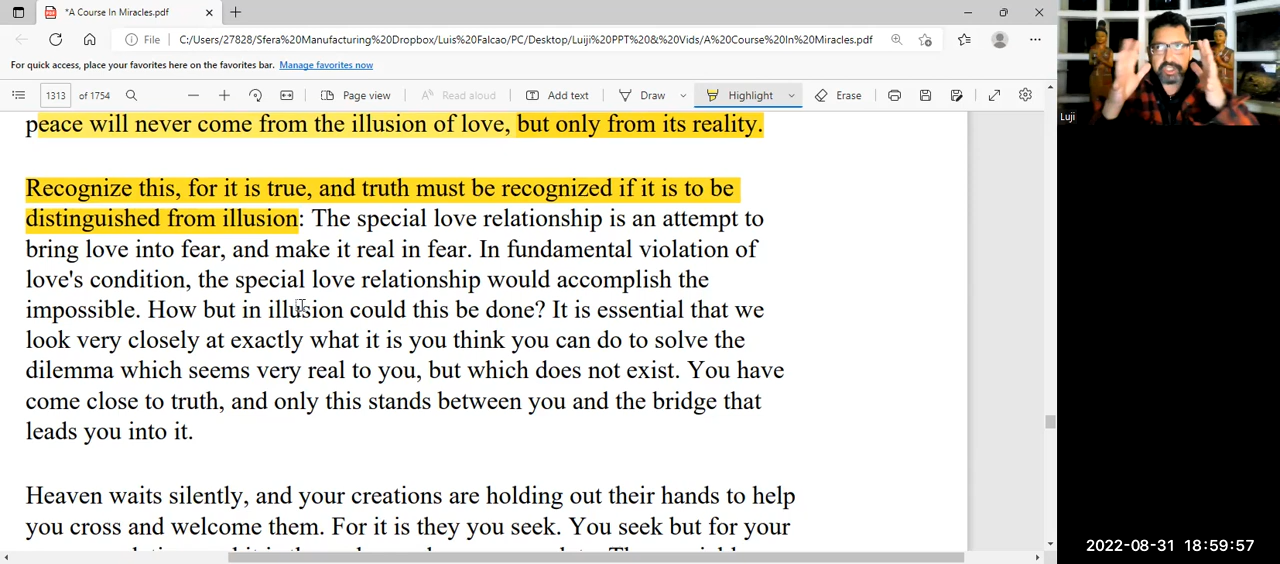 *A Course In Miracles.pdf
File
C:/Users/27828/Sfera%20Manufacturing%20Dropbox/Luis%20Falcao/PC/Desktop/Luiji%20PPT%20&%20Vids/A%20Course%20In%20Miracles.pdf
For quick access, place your favorites here on the favorites bar. Manage favorites now
1313 of 1754
Page view
Read aloud
Add text
Draw
Highlight
Erase
Luji
peace will never come from the illusion of love, but only from its reality.
Recognize this, for it is true, and truth must be recognized if it is to be
distinguished from illusion: The special love relationship is an attempt to
bring love into fear, and make it real in fear. In fundamental violation of
love's condition, the special love relationship would accomplish the
impossible. How but in illusion could this be done? It is essential that we
look very closely at exactly what it is you think you can do to solve the
dilemma which seems very real to you, but which does not exist. You have
come close to truth, and only this stands between you and the bridge that
leads you into it.
Heaven waits silently, and your creations are holding out their hands to help
you cross and welcome them. For it is they you seek. You seek but for your
2022-08-31 18:59:57